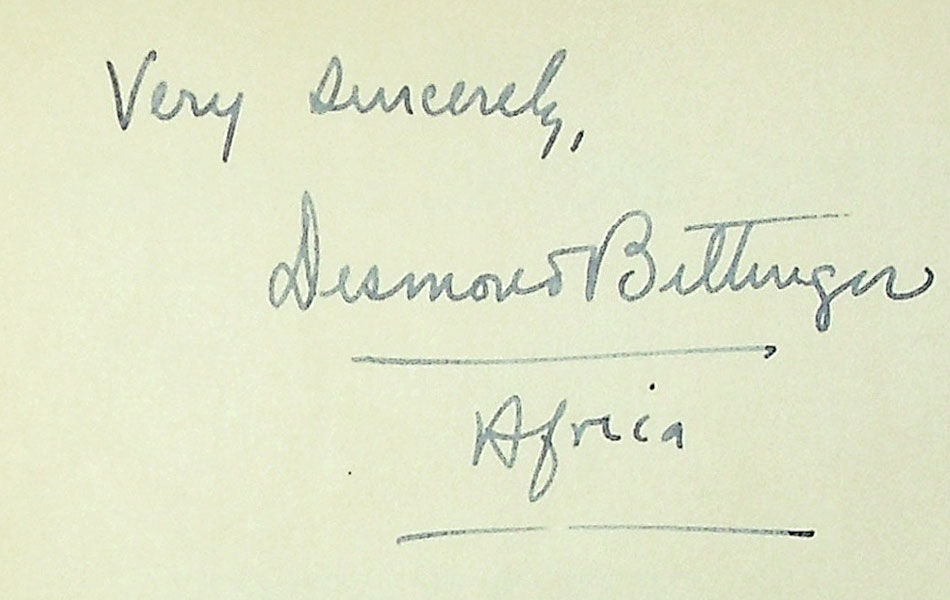 Very sincerely,
Desmond Bittinger
Africa